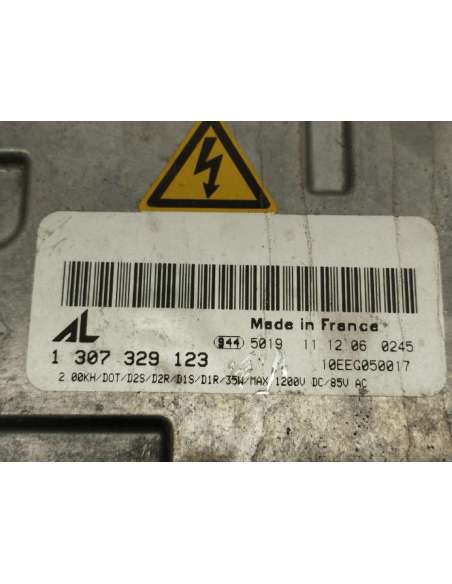 AL
Made in France
944 5019 11 12 06 0245
1 307 329 123
10EEG050017
2.00KH/DOT/D2S/D2R/D1S/D1R/35W/MAX 1200V DC/85V AC